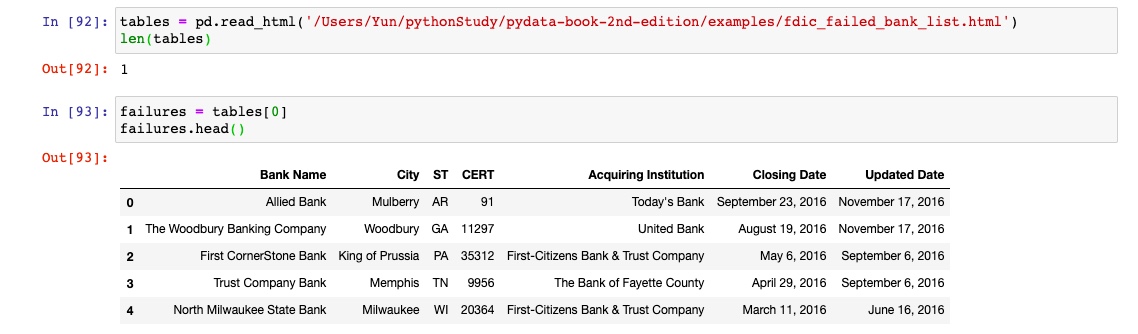 In [92]: tables = pd.read_html('/Users/Yun/pythonStudy/pydata-book-2nd-edition/examples/fdic_failed_bank_list.html')
len(tables)
Out[92]: 1
In [93]: failures = tables[0]
failures.head()
Out[93]:
Bank Name City ST CERT Acquiring Institution Closing Date Updated Date
0 Allied Bank Mulberry AR 91 Today's Bank September 23, 2016 November 17, 2016
1 The Woodbury Banking Company Woodbury GA 11297 United Bank August 19, 2016 November 17, 2016
2 First CornerStone Bank King of Prussia PA 35312 First-Citizens Bank & Trust Company May 6, 2016 September 6, 2016
3 Trust Company Bank Memphis TN 9956 The Bank of Fayette County April 29, 2016 September 6, 2016
4 North Milwaukee State Bank Milwaukee WI 20364 First-Citizens Bank & Trust Company March 11, 2016 June 16, 2016